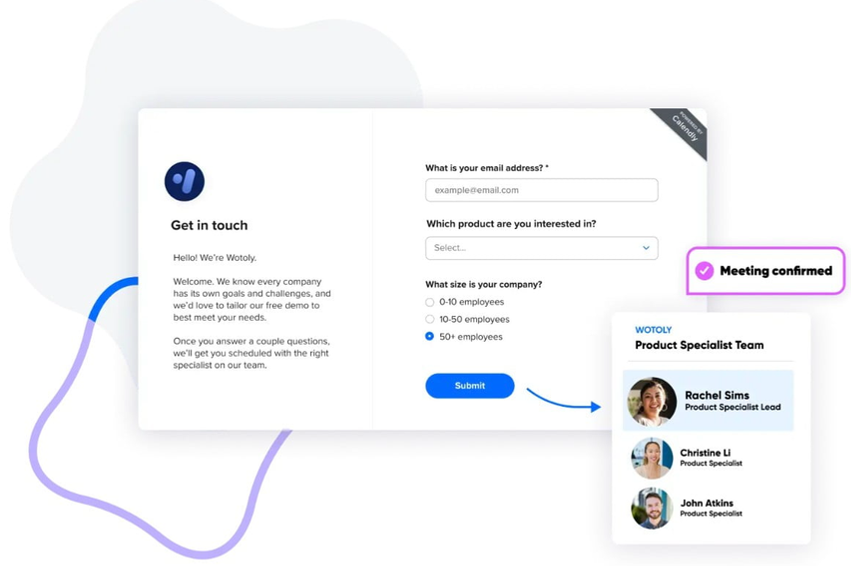 POWERED BY
Calendly
Get in touch
Hello! We're Wotoly.
Welcome. We know every company
has its own goals and challenges, and
we'd love to tailor our free demo to
best meet your needs.
Once you answer a couple questions,
we'll get you scheduled with the right
specialist on our team.
What is your email address? *
example@email.com
Which product are you interested in?
Select...
What size is your company?
0-10 employees
10-50 employees
50+ employees
Submit
Meeting confirmed
WOTOLY
Product Specialist Team
Rachel Sims
Product Specialist Lead
Christine Li
Product Specialist
John Atkins
Product Specialist